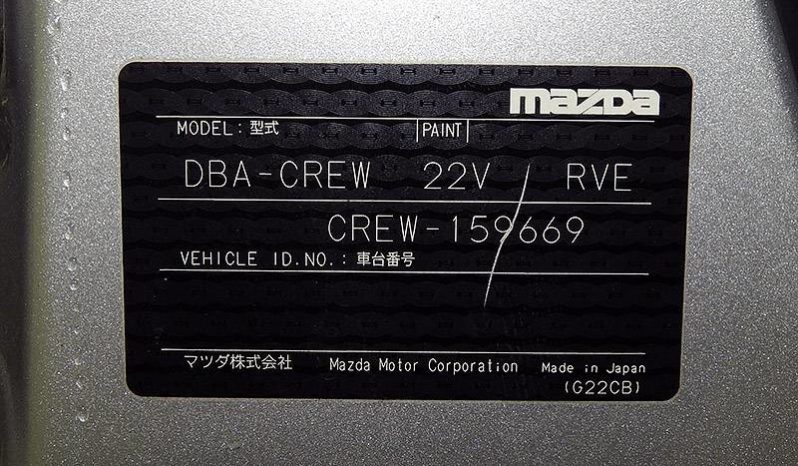 mazda
MODEL: 型式 PAINT
DBA-CREW 22V RVE
CREW-159669
VEHICLE ID.NO.: 車台番号
マツダ株式会社 Mazda Motor Corporation Made in Japan
(G22CB)